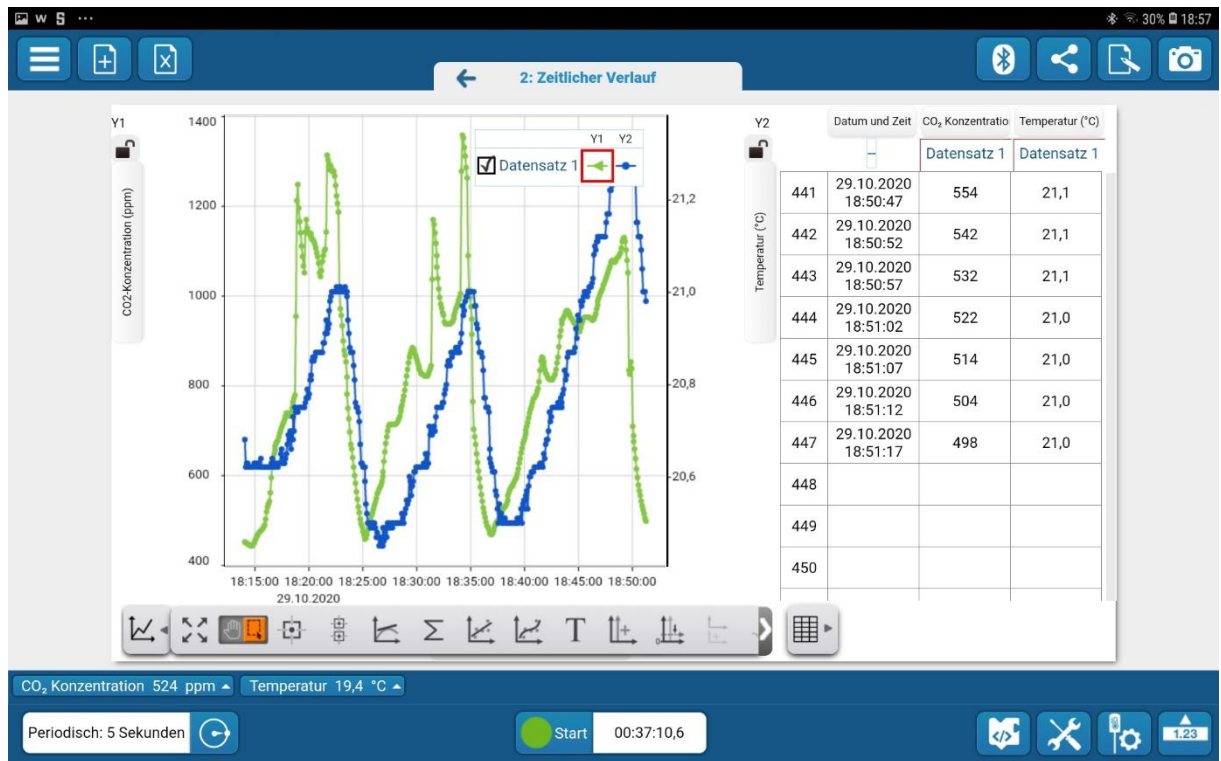 W S ... 30% 18:57
2: Zeitlicher Verlauf
Y1
CO2-Konzentration (ppm)
1400
1200
1000
800
600
400
Y1 Y2
Datensatz 1
21,2
21,0
20,8
20,6
18:15:00 18:20:00 18:25:00 18:30:00 18:35:00 18:40:00 18:45:00 18:50:00
29.10.2020
Y2
Temperatur (°C)
Datum und Zeit CO₂ Konzentratio Temperatur (°C)
– Datensatz 1 Datensatz 1
441 29.10.2020 18:50:47 554 21,1
442 29.10.2020 18:50:52 542 21,1
443 29.10.2020 18:50:57 532 21,1
444 29.10.2020 18:51:02 522 21,0
445 29.10.2020 18:51:07 514 21,0
446 29.10.2020 18:51:12 504 21,0
447 29.10.2020 18:51:17 498 21,0
448
449
450
Σ T
CO₂ Konzentration 524 ppm Temperatur 19,4 °C
Periodisch: 5 Sekunden Start 00:37:10,6 </> 1.23